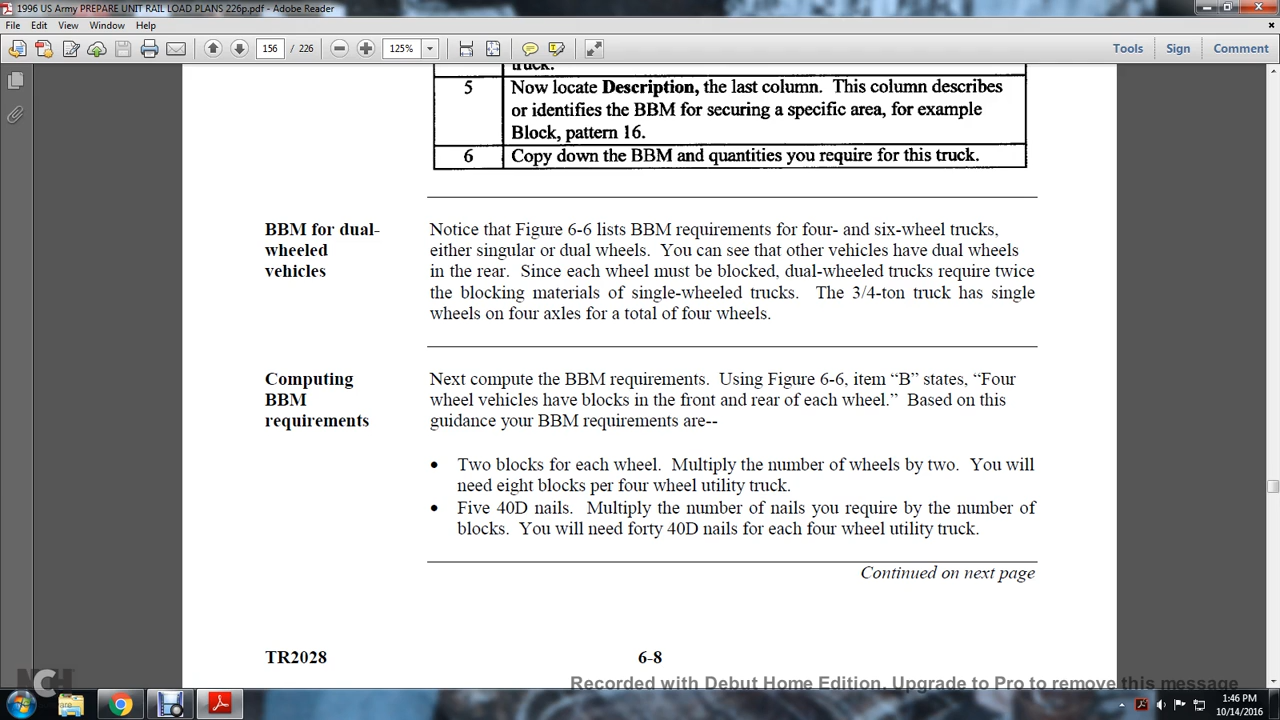 1996 US Army PREPARE UNIT RAIL LOAD PLANS 226p.pdf - Adobe Reader
File Edit View Window Help
156 / 226 125% Tools Sign Comment
truck.
5 Now locate Description, the last column. This column describes
or identifies the BBM for securing a specific area, for example
Block, pattern 16.
6 Copy down the BBM and quantities you require for this truck.
BBM for dual-
wheeled
vehicles
Notice that Figure 6-6 lists BBM requirements for four- and six-wheel trucks,
either singular or dual wheels. You can see that other vehicles have dual wheels
in the rear. Since each wheel must be blocked, dual-wheeled trucks require twice
the blocking materials of single-wheeled trucks. The 3/4-ton truck has single
wheels on four axles for a total of four wheels.
Computing
BBM
requirements
Next compute the BBM requirements. Using Figure 6-6, item “B” states, “Four
wheel vehicles have blocks in the front and rear of each wheel.” Based on this
guidance your BBM requirements are--
• Two blocks for each wheel. Multiply the number of wheels by two. You will
need eight blocks per four wheel utility truck.
• Five 40D nails. Multiply the number of nails you require by the number of
blocks. You will need forty 40D nails for each four wheel utility truck.
Continued on next page
TR2028 6-8
NCH
Recorded with Debut Home Edition. Upgrade to Pro to remove this message
1:46 PM
10/14/2016